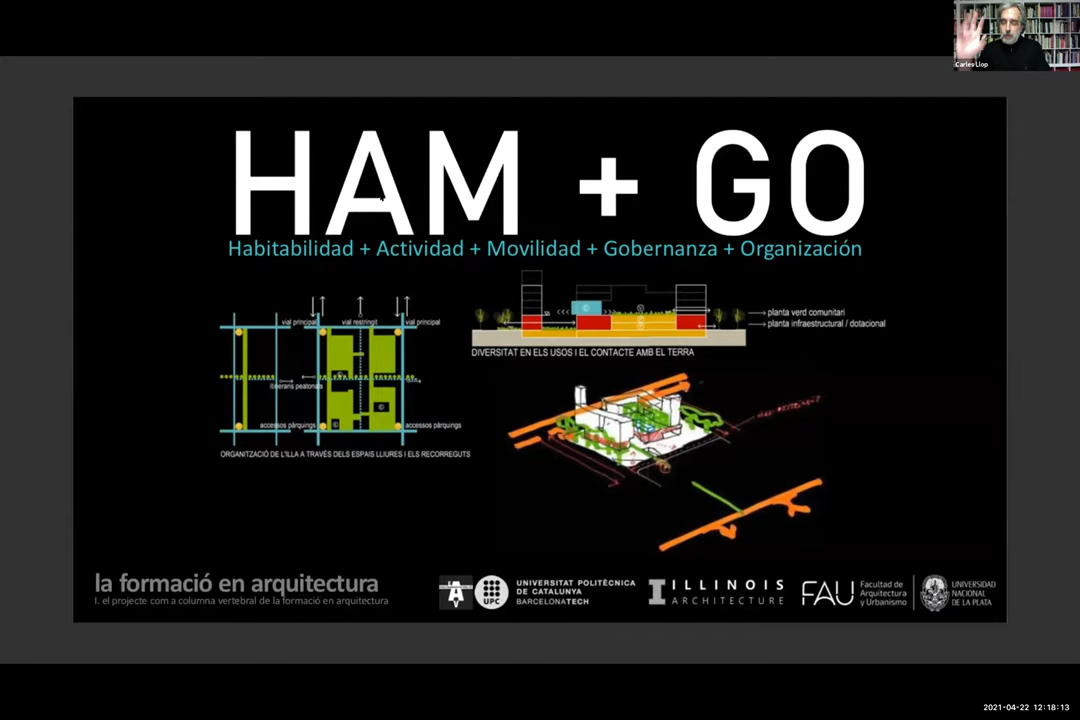 Carles Llop
HAM + GO
Habitabilidad + Actividad + Movilidad + Gobernanza + Organización
vial principal
vial restringit
vial principal
itineraris peatonals
accessos pàrquings
accessos pàrquings
ORGANITZACIÓ DE L'ILLA A TRAVÉS DELS ESPAIS LLIURES I ELS RECORREGUTS
planta verd comunitari
planta infraestructural / dotacional
DIVERSITAT EN ELS USOS I EL CONTACTE AMB EL TERRA
la formació en arquitectura
I. el projecte com a columna vertebral de la formació en arquitectura
UPC
UNIVERSITAT POLITÈCNICA
DE CATALUNYA
BARCELONATECH
I ILLINOIS
ARCHITECTURE
FAU
Facultad de
Arquitectura
y Urbanismo
UNIVERSIDAD
NACIONAL
DE LA PLATA
2021-04-22 12:18:13